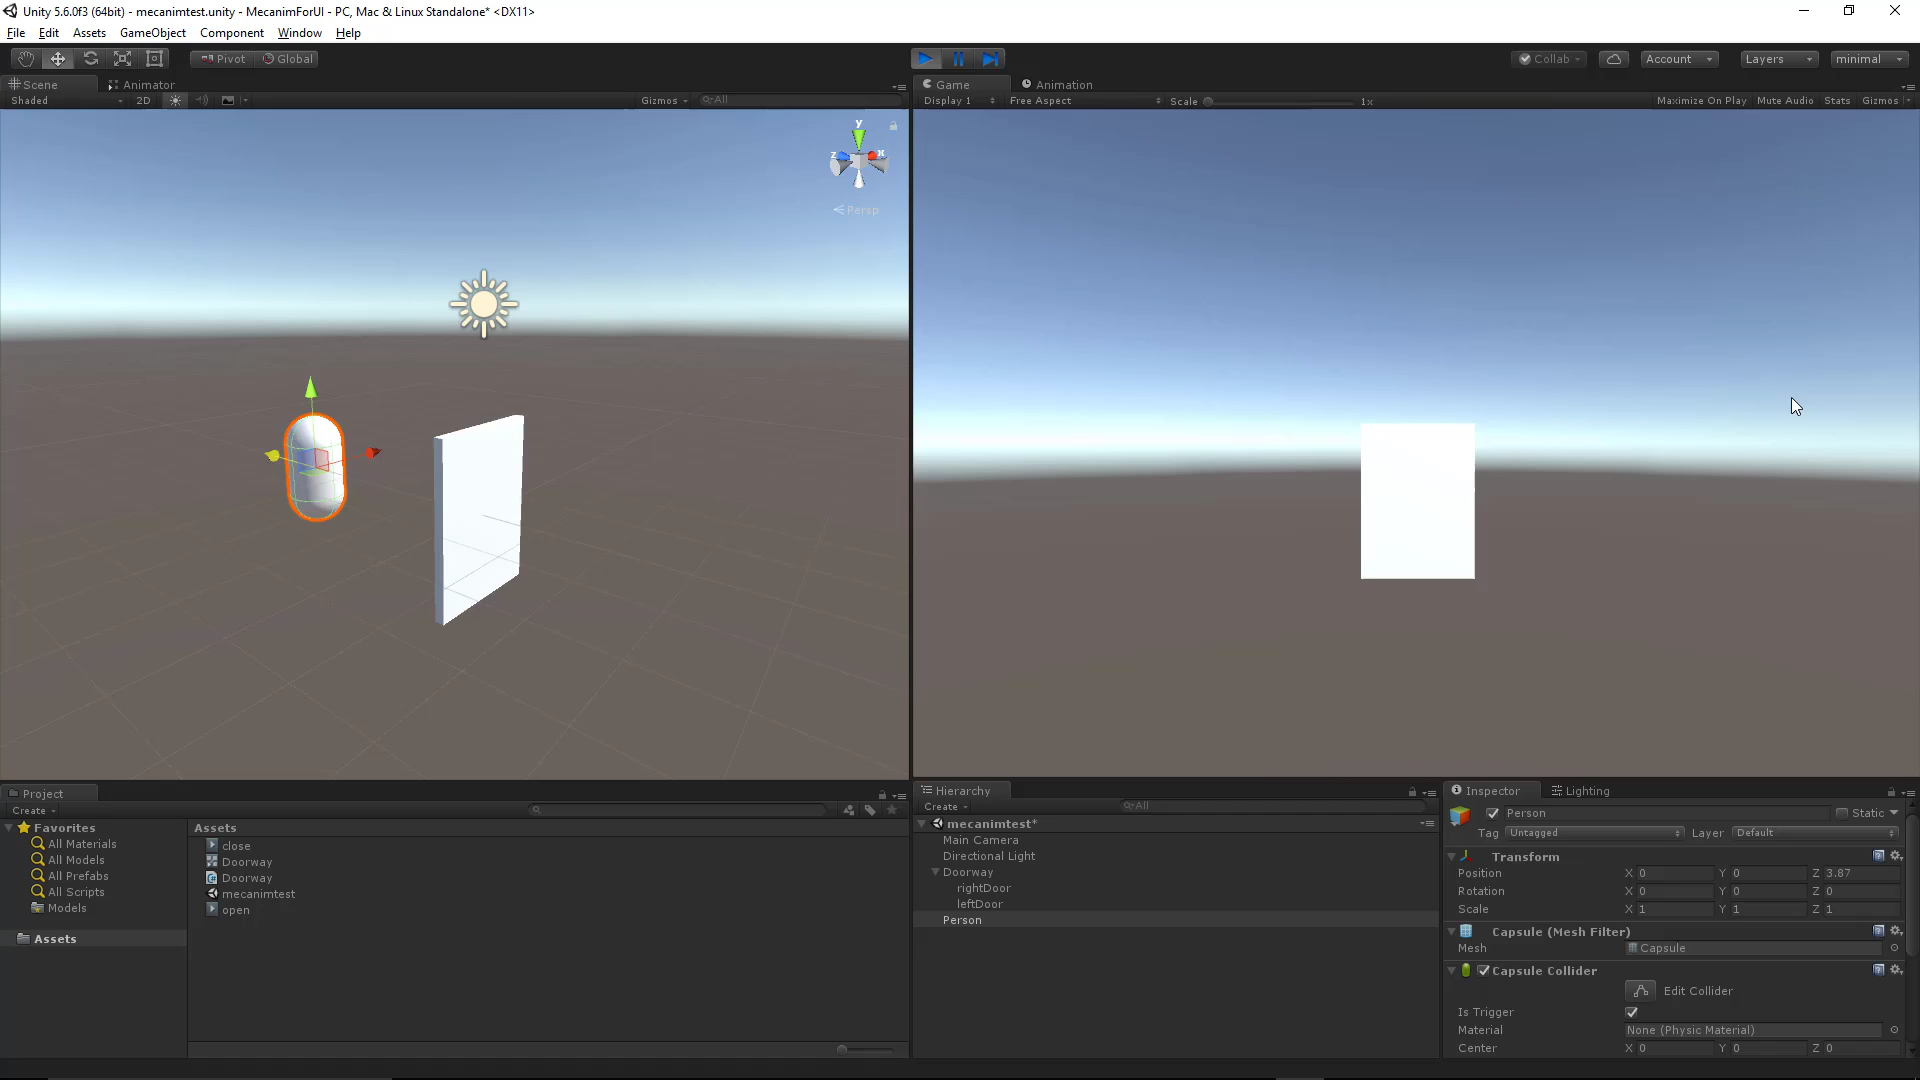 Unity 5.6.0f3 (64bit) - mecanimtest.unity - MecanimForUI - PC, Mac & Linux Standalone* <DX11>
File Edit Assets GameObject Component Window Help
Pivot Global Collab Account Layers minimal
Scene Animator
Shaded 2D Gizmos All
y
z x
Persp
Game Animation
Display 1 Free Aspect Scale 1x Maximize On Play Mute Audio Stats Gizmos
Project
Create
Favorites
All Materials
All Models
All Prefabs
All Scripts
Models
Assets
Assets
close
Doorway
Doorway
mecanimtest
open
Hierarchy
Create All
mecanimtest*
Main Camera
Directional Light
Doorway
rightDoor
leftDoor
Person
Inspector Lighting
Person Static
Tag Untagged Layer Default
Transform
Position X 0 Y 0 Z 3.87
Rotation X 0 Y 0 Z 0
Scale X 1 Y 1 Z 1
Capsule (Mesh Filter)
Mesh Capsule
Capsule Collider
Edit Collider
Is Trigger
Material None (Physic Material)
Center X 0 Y 0 Z 0